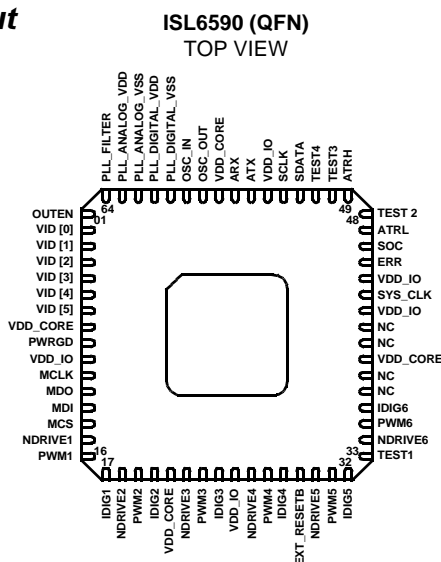 ut
ISL6590 (QFN)
TOP VIEW
PLL_FILTER
PLL_ANALOG_VDD
PLL_ANALOG_VSS
PLL_DIGITAL_VDD
PLL_DIGITAL_VSS
OSC_IN
OSC_OUT
VDD_CORE
ARX
ATX
VDD_IO
SCLK
SDATA
TEST4
TEST3
ATRH
64
49
01
48
OUTEN
VID [0]
VID [1]
VID [2]
VID [3]
VID [4]
VID [5]
VDD_CORE
PWRGD
VDD_IO
MCLK
MDO
MDI
MCS
NDRIVE1
PWM1
TEST 2
ATRL
SOC
ERR
VDD_IO
SYS_CLK
VDD_IO
NC
NC
VDD_CORE
NC
NC
IDIG6
PWM6
NDRIVE6
TEST1
16
33
17
32
IDIG1
NDRIVE2
PWM2
IDIG2
VDD_CORE
NDRIVE3
PWM3
IDIG3
VDD_IO
NDRIVE4
PWM4
IDIG4
EXT_RESETB
NDRIVE5
PWM5
IDIG5